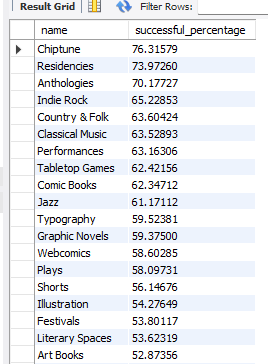 Result Grid Filter Rows:
name successful_percentage
Chiptune 76.31579
Residencies 73.97260
Anthologies 70.17727
Indie Rock 65.22853
Country & Folk 63.60424
Classical Music 63.52893
Performances 63.16306
Tabletop Games 62.42156
Comic Books 62.34712
Jazz 61.17112
Typography 59.52381
Graphic Novels 59.37500
Webcomics 58.60285
Plays 58.09731
Shorts 56.14676
Illustration 54.27649
Festivals 53.80117
Literary Spaces 53.62319
Art Books 52.87356